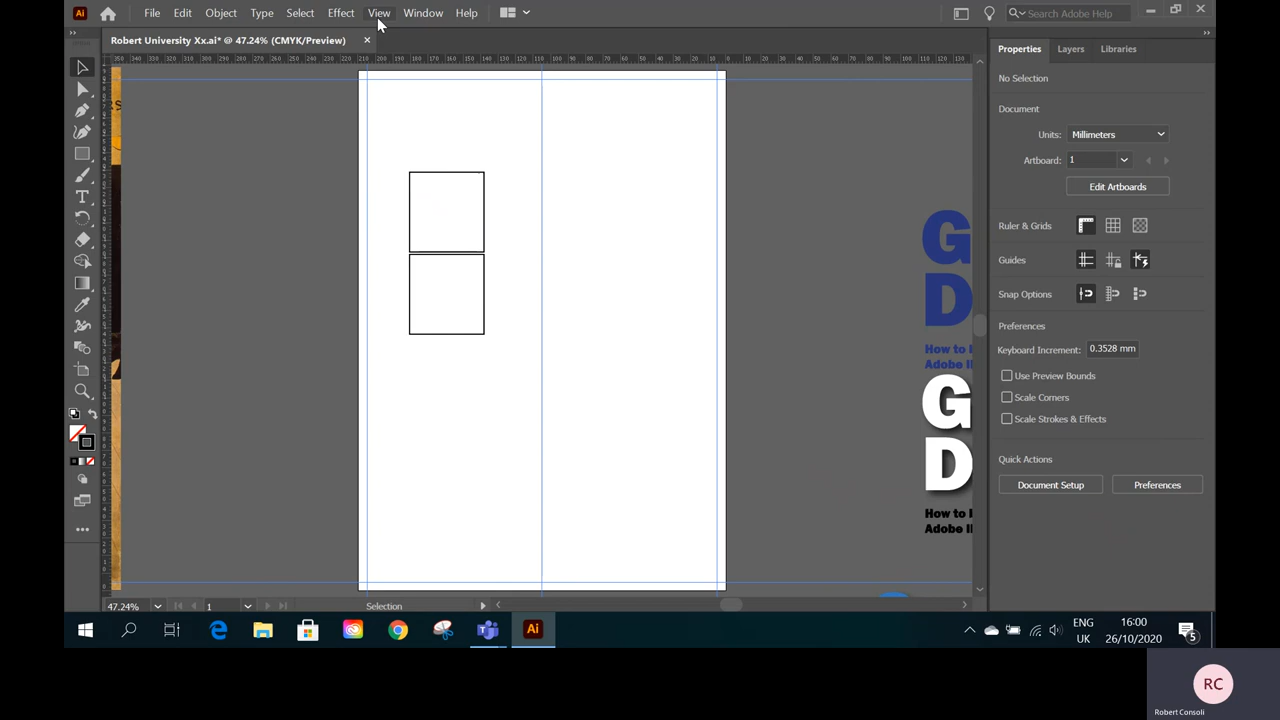 Ai File Edit Object Type Select Effect View Window Help Search Adobe Help
Robert University Xx.ai* @ 47.24% (CMYK/Preview) ×
Properties Layers Libraries
No Selection
Document
Units: Millimeters
Artboard: 1
Edit Artboards
Ruler & Grids
Guides
Snap Options
Preferences
Keyboard Increment: 0.3528 mm
Use Preview Bounds
Scale Corners
Scale Strokes & Effects
Quick Actions
Document Setup Preferences
G
D
How to
Adobe
G
D
How to
Adobe
47.24% 1 Selection
Ai
ENG
UK
16:00
26/10/2020
5
RC
Robert Consoli